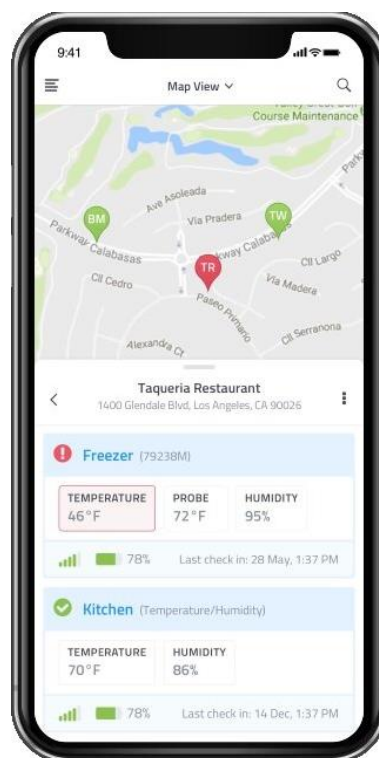 9:41
Map View
Course Maintenance
Ave Asoleada
BM
Via Pradera
TW
Parkway Calabasas
Parkway Calabasas
Cll Largo
Cll Cedro
TR
Via Madera
Paseo Primario
Cll Serranona
Alexandra Ct
Taqueria Restaurant
1400 Glendale Blvd, Los Angeles, CA 90026
Freezer (79238M)
TEMPERATURE PROBE HUMIDITY
46°F 72°F 95%
78% Last check in: 28 May, 1:37 PM
Kitchen (Temperature/Humidity)
TEMPERATURE HUMIDITY
70°F 86%
78% Last check in: 14 Dec, 1:37 PM